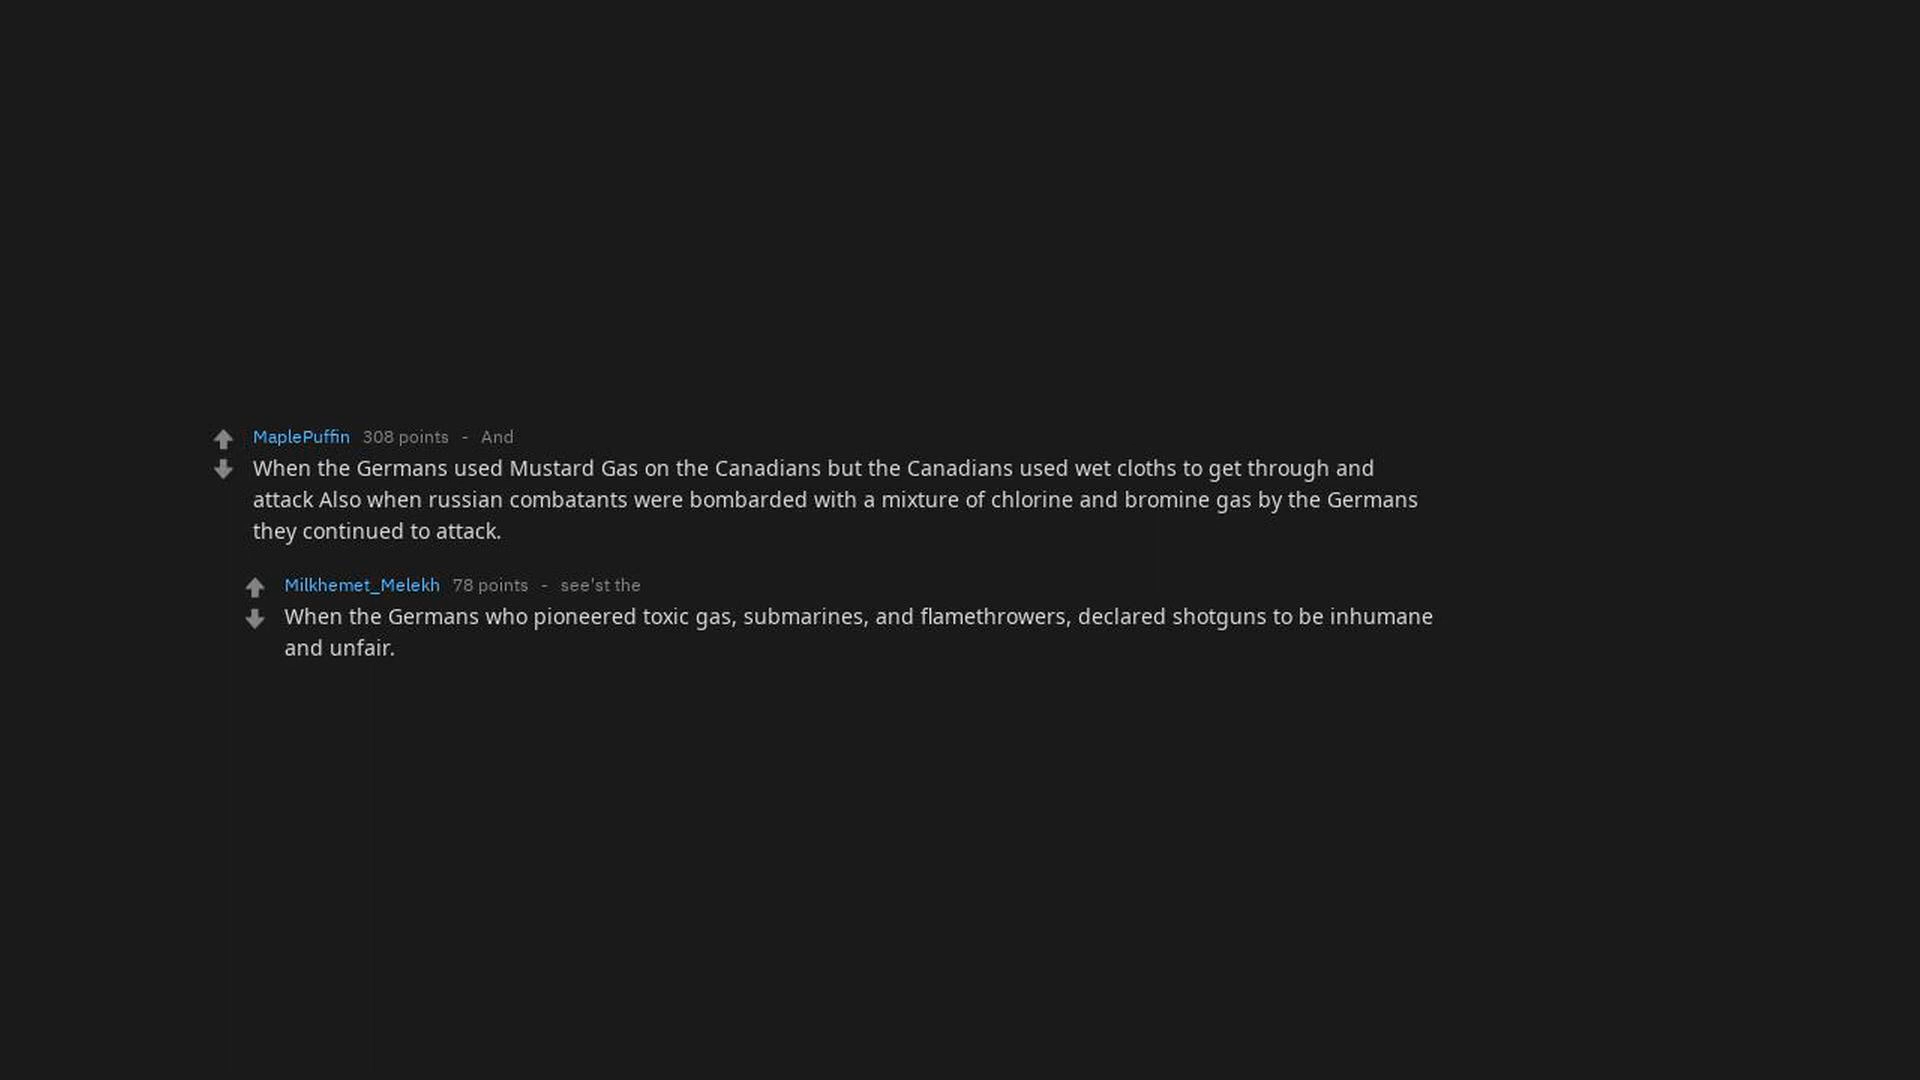 MaplePuffin 308 points - And
When the Germans used Mustard Gas on the Canadians but the Canadians used wet cloths to get through and
attack Also when russian combatants were bombarded with a mixture of chlorine and bromine gas by the Germans
they continued to attack.
Milkhemet_Melekh 78 points - see'st the
When the Germans who pioneered toxic gas, submarines, and flamethrowers, declared shotguns to be inhumane
and unfair.